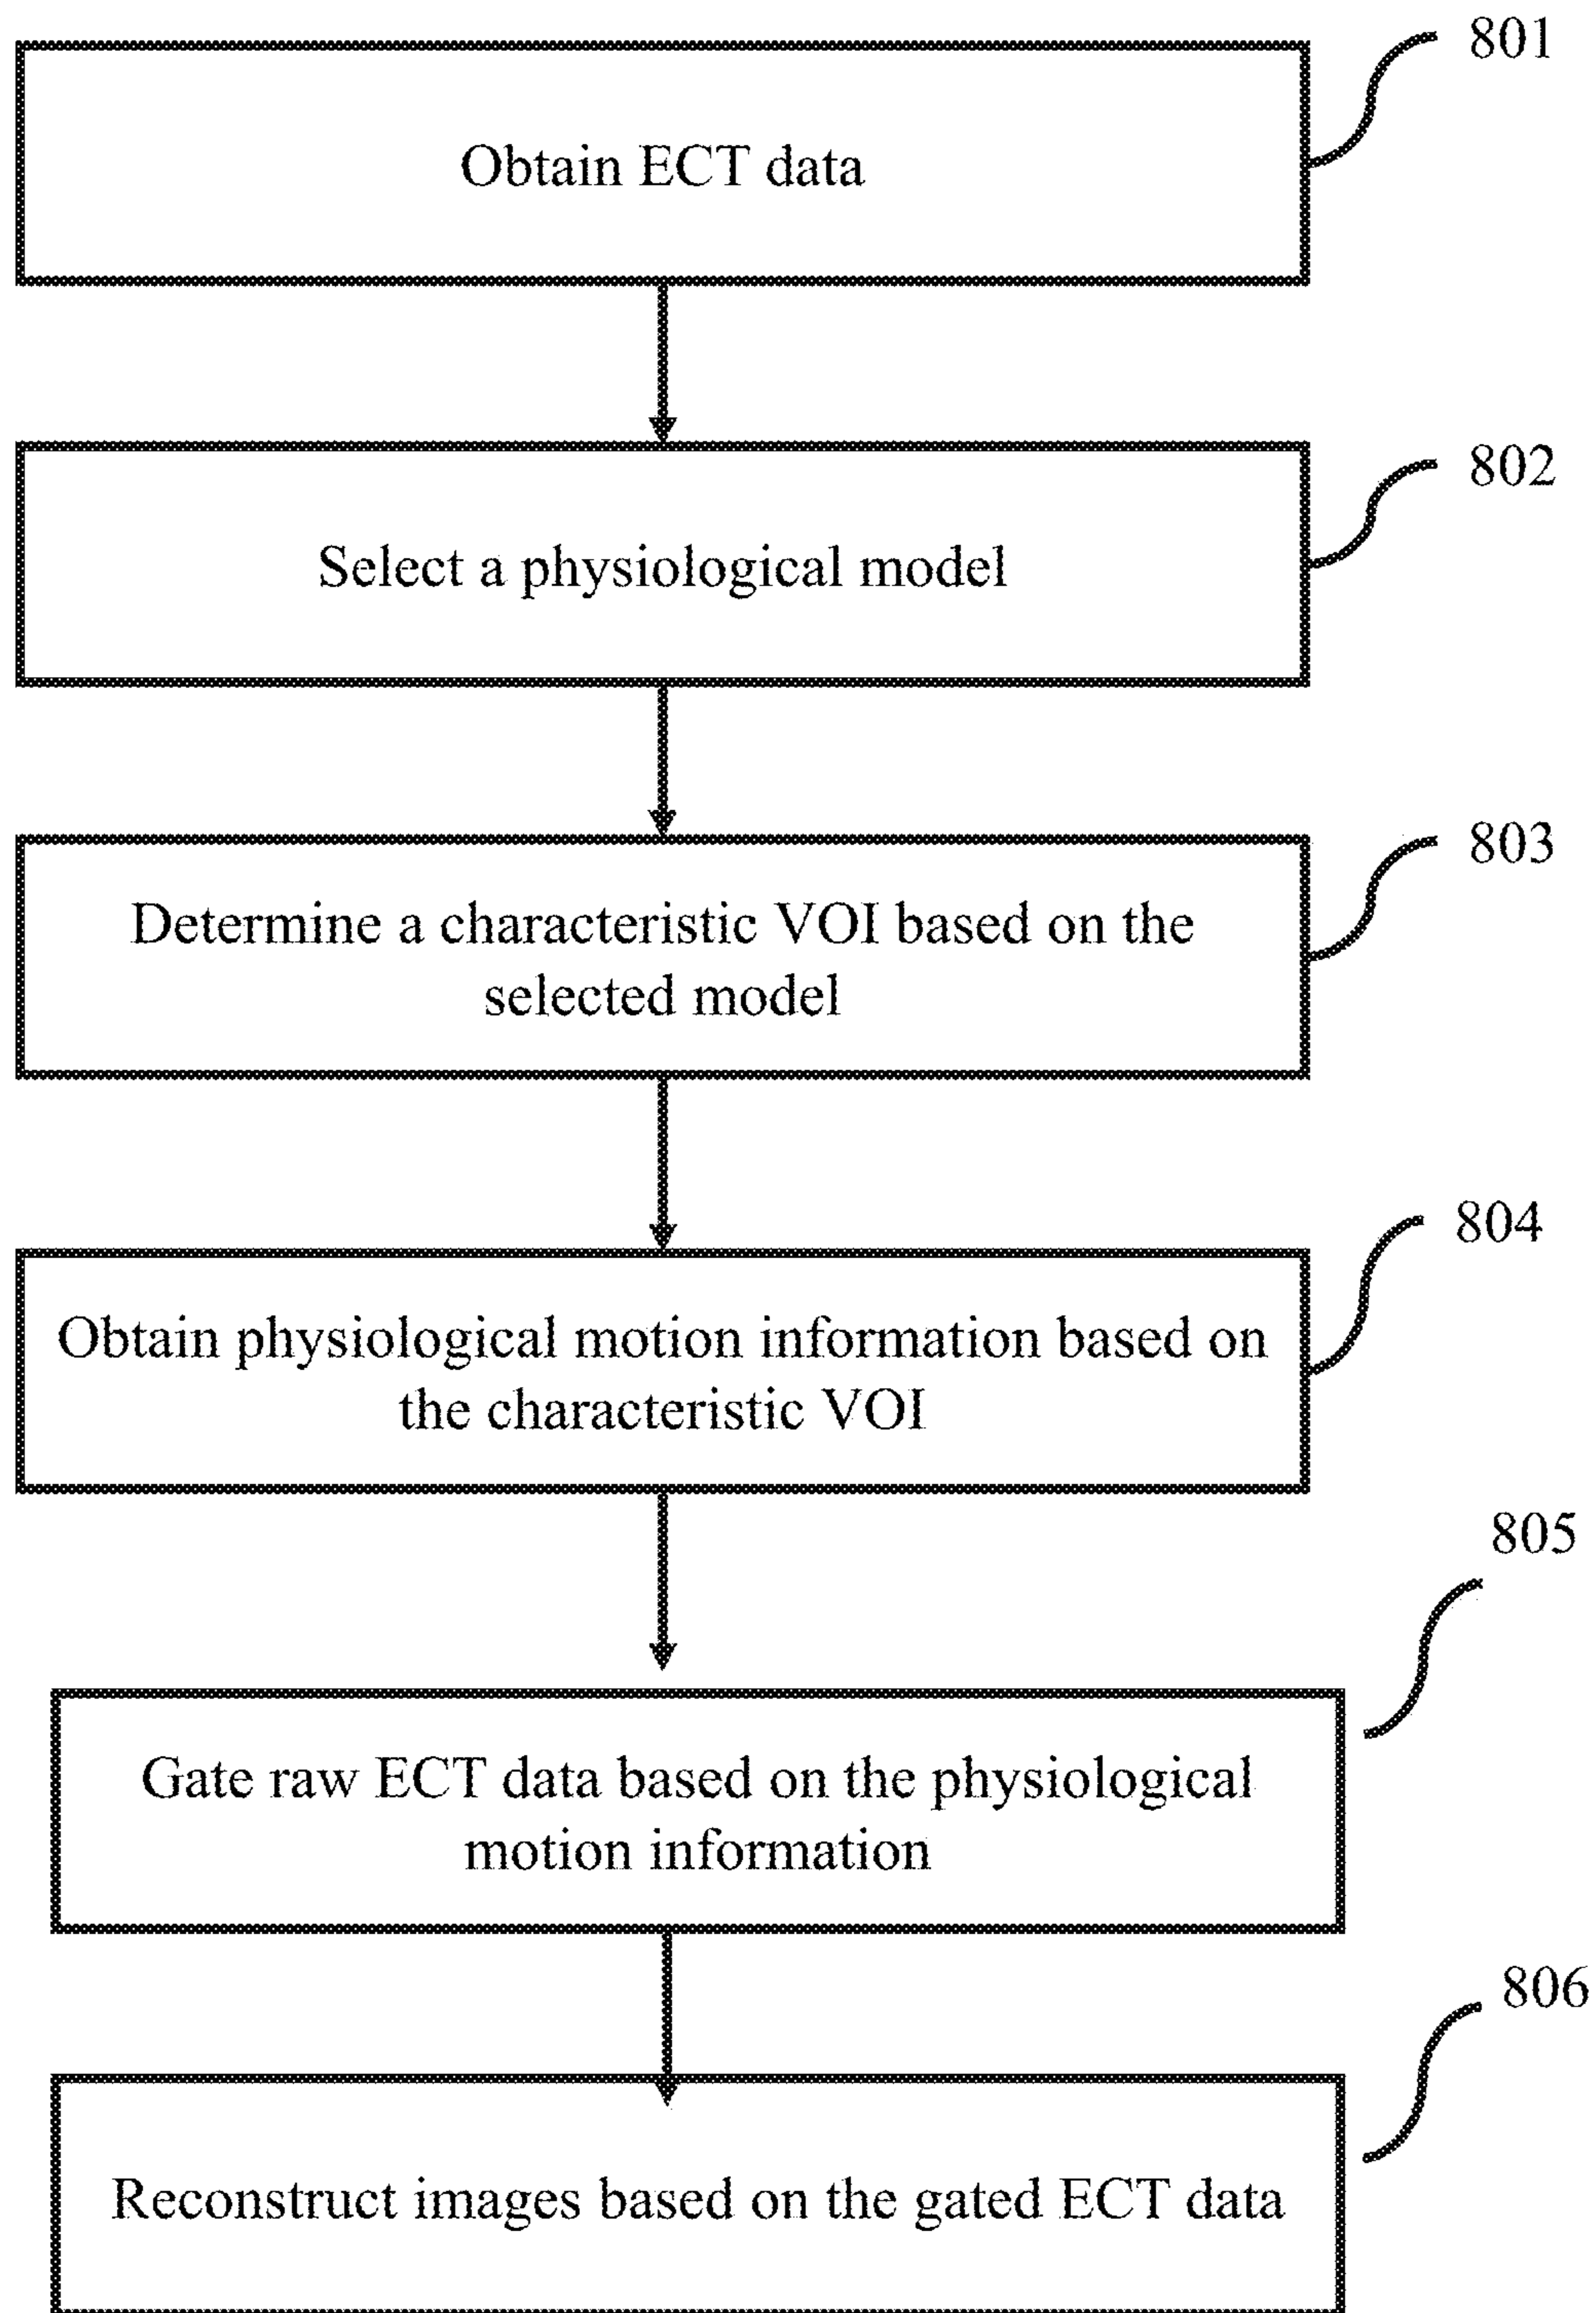 801
Obtain ECT data
802
Select a physiological model
803
Determine a characteristic VOI based on the
selected model
804
Obtain physiological motion information based on
the characteristic VOI
805
Gate raw ECT data based on the physiological
motion information
806
Reconstruct images based on the gated ECT data